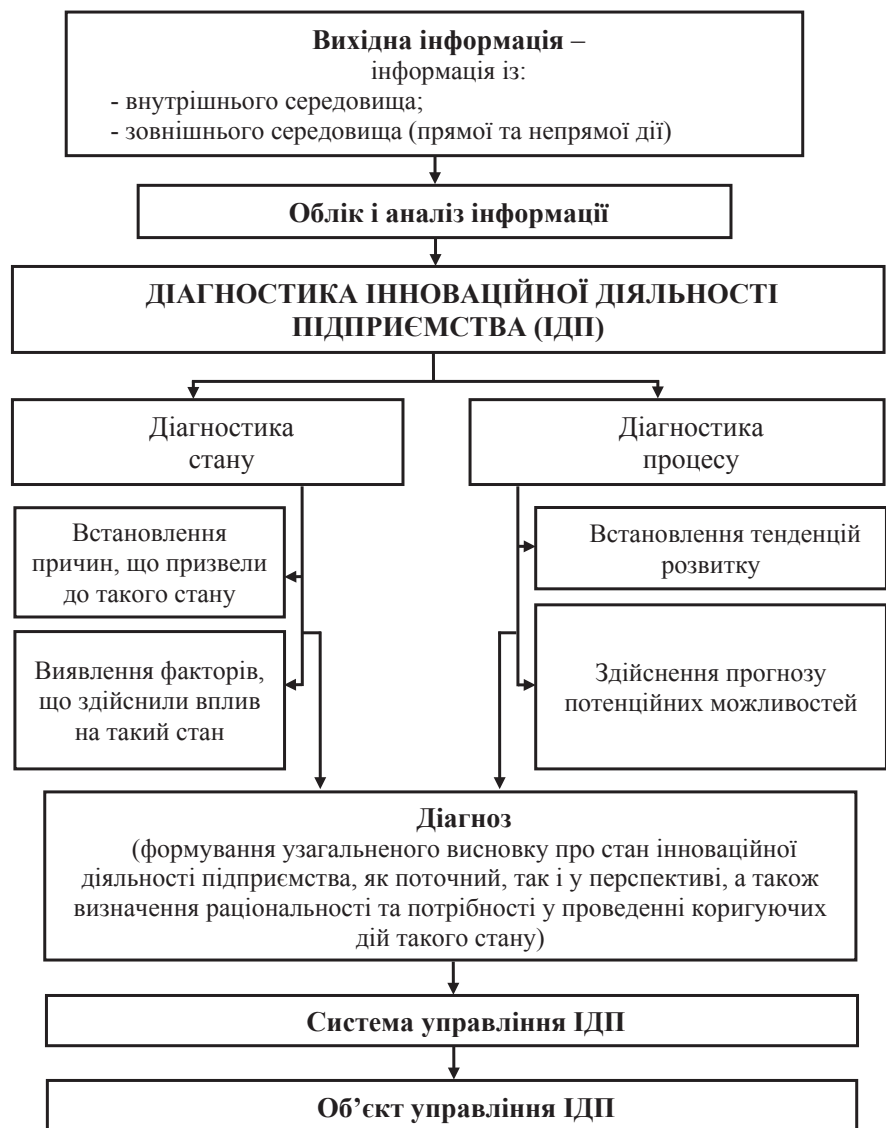 Вихідна інформація –
інформація із:
- внутрішнього середовища;
- зовнішнього середовища (прямої та непрямої дії)
Облік і аналіз інформації
ДІАГНОСТИКА ІННОВАЦІЙНОЇ ДІЯЛЬНОСТІ
ПІДПРИЄМСТВА (ІДП)
Діагностика
стану
Діагностика
процесу
Встановлення
причин, що призвели
до такого стану
Встановлення тенденцій
розвитку
Виявлення факторів,
що здійснили вплив
на такий стан
Здійснення прогнозу
потенційних можливостей
Діагноз
(формування узагальненого висновку про стан інноваційної
діяльності підприємства, як поточний, так і у перспективі, а також
визначення раціональності та потрібності у проведенні коригуючих
дій такого стану)
Система управління ІДП
Об’єкт управління ІДП